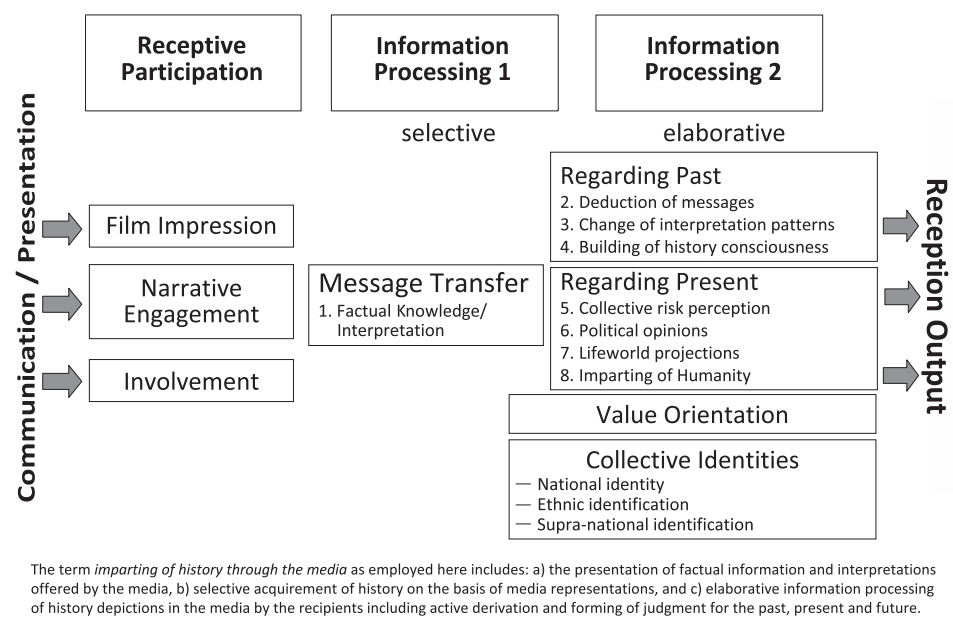 Communication / Presentation
Receptive
Participation
Information
Processing 1
Information
Processing 2
selective
elaborative
Film Impression
Narrative
Engagement
Involvement
Message Transfer
1. Factual Knowledge/
Interpretation
Regarding Past
2. Deduction of messages
3. Change of interpretation patterns
4. Building of history consciousness
Regarding Present
5. Collective risk perception
6. Political opinions
7. Lifeworld projections
8. Imparting of Humanity
Value Orientation
Collective Identities
— National identity
— Ethnic identification
— Supra-national identification
Reception Output
The term imparting of history through the media as employed here includes: a) the presentation of factual information and interpretations
offered by the media, b) selective acquirement of history on the basis of media representations, and c) elaborative information processing
of history depictions in the media by the recipients including active derivation and forming of judgment for the past, present and future.